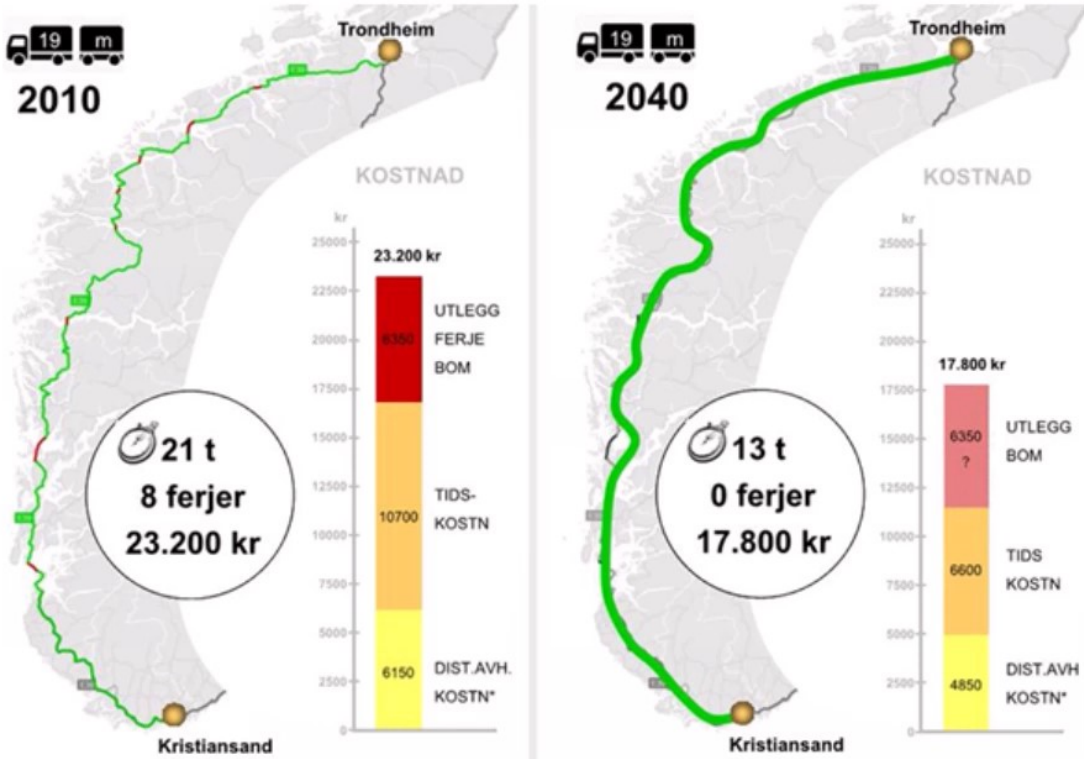 19 m
2010
Trondheim
KOSTNAD
kr
25000
22500
20000
17500
15000
12500
10000
7500
5000
2500
0
23.200 kr
6350
10700
6150
UTLEGG
FERJE
BOM
TIDS-
KOSTN
DIST.AVH.
KOSTN*
21 t
8 ferjer
23.200 kr
Kristiansand
19 m
2040
Trondheim
KOSTNAD
kr
25000
22500
20000
17500
15000
12500
10000
7500
5000
2500
0
17.800 kr
6350
?
6600
4850
UTLEGG
BOM
TIDS
KOSTN
DIST.AVH
KOSTN*
13 t
0 ferjer
17.800 kr
Kristiansand